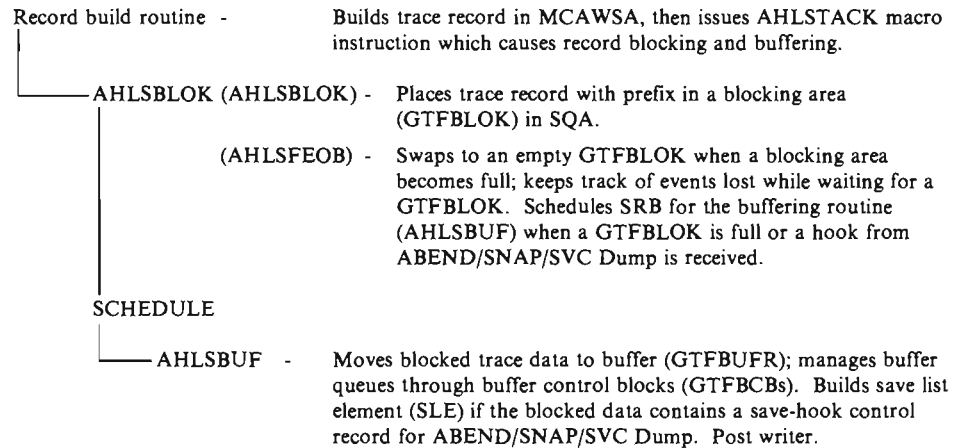 Record build routine - Builds trace record in MCAWSA, then issues AHLSTACK macro
instruction which causes record blocking and buffering.
AHLSBLOK (AHLSBLOK) - Places trace record with prefix in a blocking area
(GTFBLOK) in SQA.
(AHLSFEOB) - Swaps to an empty GTFBLOK when a blocking area
becomes full; keeps track of events lost while waiting for a
GTFBLOK. Schedules SRB for the buffering routine
(AHLSBUF) when a GTFBLOK is full or a hook from
ABEND/SNAP/SVC Dump is received.
SCHEDULE
AHLSBUF - Moves blocked trace data to buffer (GTFBUFR); manages buffer
queues through buffer control blocks (GTFBCBs). Builds save list
element (SLE) if the blocked data contains a save-hook control
record for ABEND/SNAP/SVC Dump. Post writer.